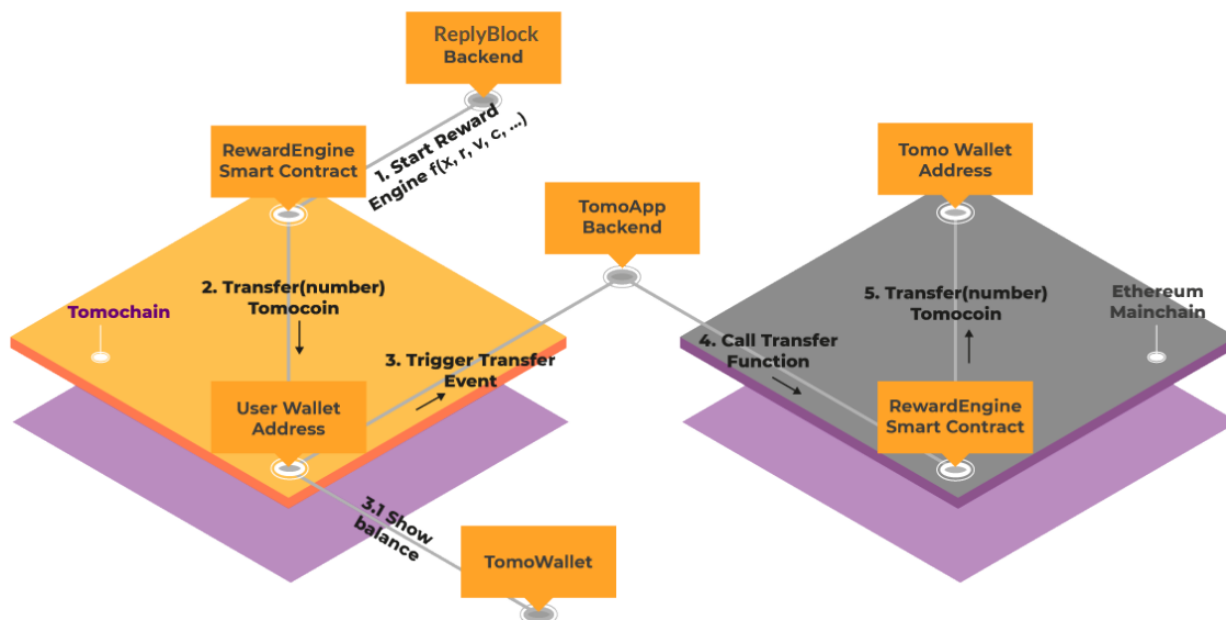 ReplyBlock
Backend
1. Start Reward
Engine f(x, r, v, c, ...)
RewardEngine
Smart Contract
Tomo Wallet
Address
TomoApp
Backend
Tomochain
2. Transfer(number)
Tomocoin
5. Transfer(number)
Tomocoin
Ethereum
Mainchain
3. Trigger Transfer
Event
4. Call Transfer
Function
User Wallet
Address
RewardEngine
Smart Contract
3.1 Show
balance
TomoWallet